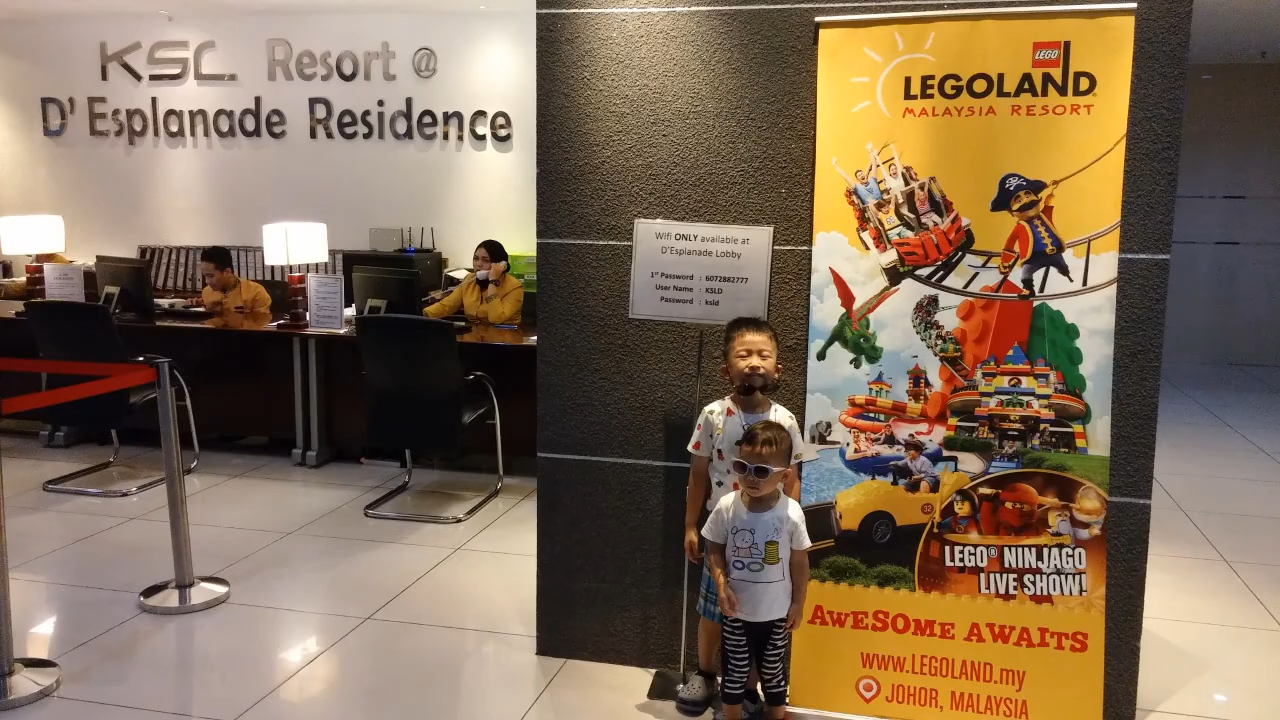 KSL Resort @
D' Esplanade Residence
Wifi ONLY available at
D'Esplanade Lobby
1st Password : 6072882777
User Name : KSLD
Password : ksld
LEGO
LEGOLAND®
MALAYSIA RESORT
32
LEGO® NINJAGO
LIVE SHOW!
AWESOME AWAITS
www.LEGOLAND.my
JOHOR, MALAYSIA